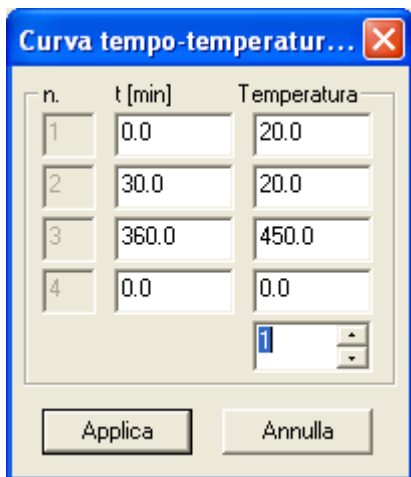 Curva tempo-temperatur...
n. t [min] Temperatura
1 0.0 20.0
2 30.0 20.0
3 360.0 450.0
4 0.0 0.0
1
Applica Annulla